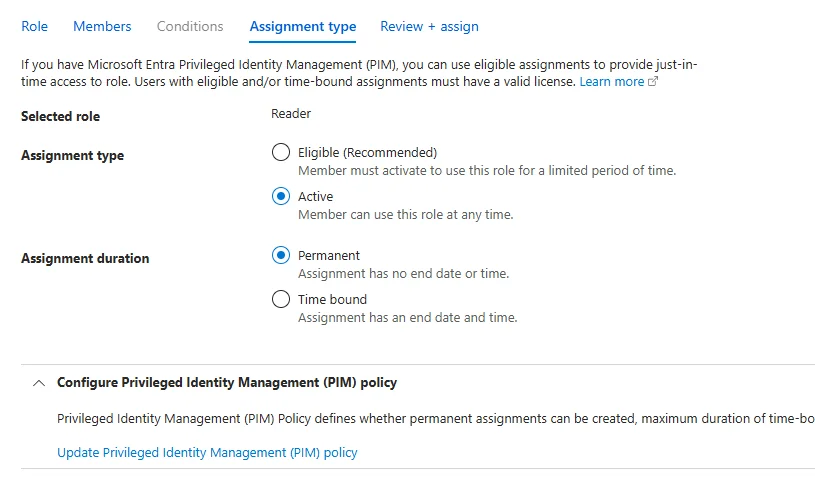 Role Members Conditions Assignment type Review + assign
If you have Microsoft Entra Privileged Identity Management (PIM), you can use eligible assignments to provide just-in-
time access to role. Users with eligible and/or time-bound assignments must have a valid license. Learn more
Selected role Reader
Assignment type Eligible (Recommended)
Member must activate to use this role for a limited period of time.
Active
Member can use this role at any time.
Assignment duration Permanent
Assignment has no end date or time.
Time bound
Assignment has an end date and time.
Configure Privileged Identity Management (PIM) policy
Privileged Identity Management (PIM) Policy defines whether permanent assignments can be created, maximum duration of time-bo
Update Privileged Identity Management (PIM) policy